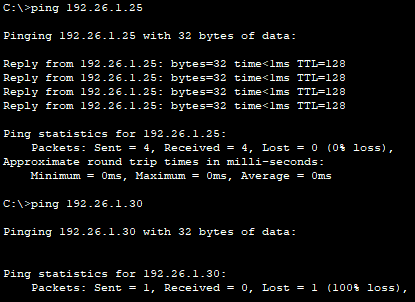 C:\>ping 192.26.1.25
Pinging 192.26.1.25 with 32 bytes of data:
Reply from 192.26.1.25: bytes=32 time<1ms TTL=128
Reply from 192.26.1.25: bytes=32 time<1ms TTL=128
Reply from 192.26.1.25: bytes=32 time<1ms TTL=128
Reply from 192.26.1.25: bytes=32 time<1ms TTL=128
Ping statistics for 192.26.1.25:
Packets: Sent = 4, Received = 4, Lost = 0 (0% loss),
Approximate round trip times in milli-seconds:
Minimum = 0ms, Maximum = 0ms, Average = 0ms
C:\>ping 192.26.1.30
Pinging 192.26.1.30 with 32 bytes of data:
Ping statistics for 192.26.1.30:
Packets: Sent = 1, Received = 0, Lost = 1 (100% loss),